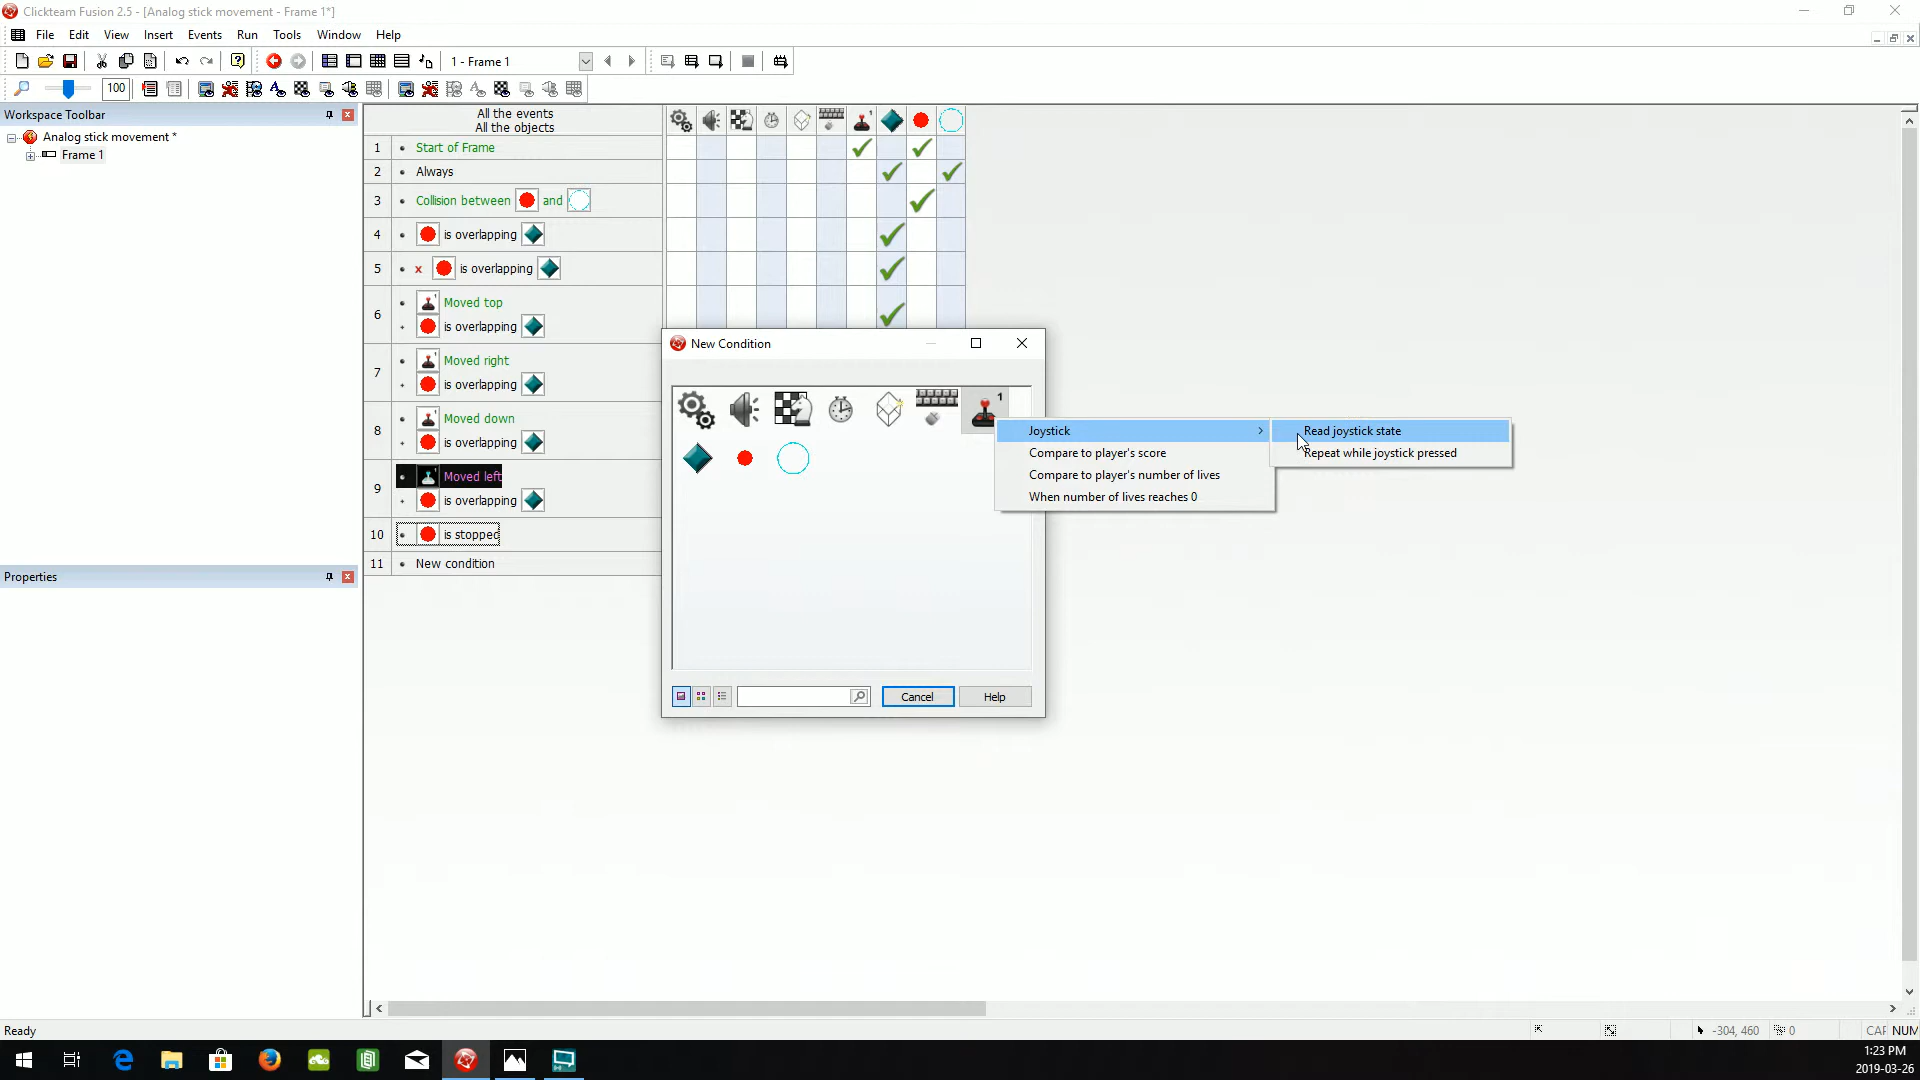 Clickteam Fusion 2.5 - [Analog stick movement - Frame 1*]
File Edit View Insert Events Run Tools Window Help
1 - Frame 1
100
Workspace Toolbar
Analog stick movement *
Frame 1
Properties
All the events
All the objects
1 Start of Frame
2 Always
3 Collision between and
4 is overlapping
5 x is overlapping
6 Moved top
is overlapping
7 Moved right
is overlapping
8 Moved down
is overlapping
9 Moved left
is overlapping
10 is stopped
11 New condition
New Condition
1
Joystick
Compare to player's score
Compare to player's number of lives
When number of lives reaches 0
Read joystick state
Repeat while joystick pressed
Cancel Help
Ready
-304, 460 0 CAP NUM
1:23 PM
2019-03-26